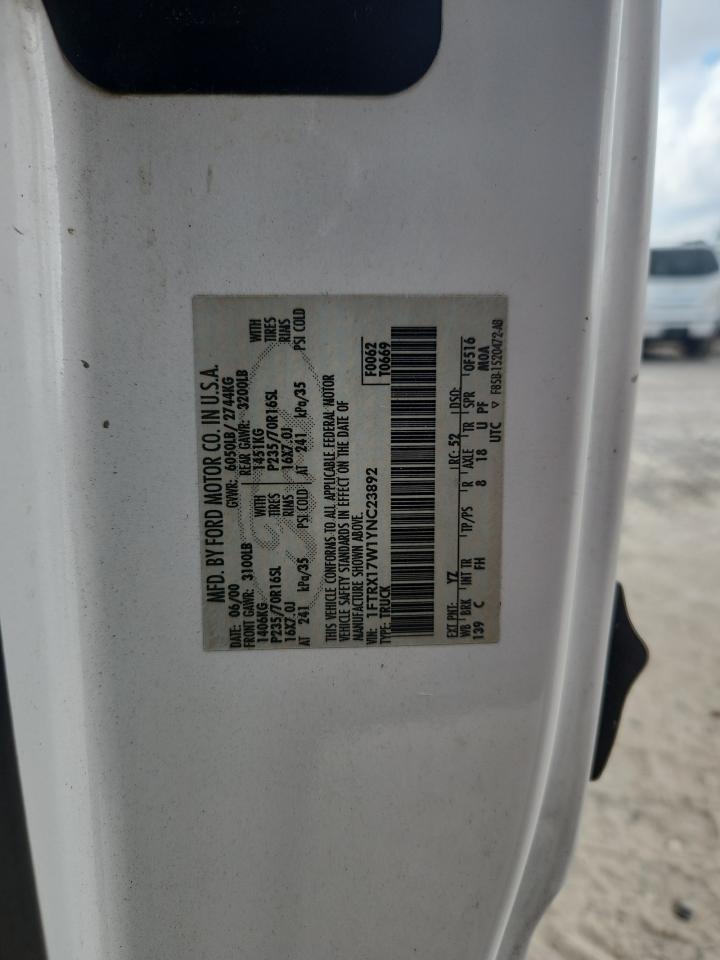 MFD. BY FORD MOTOR CO. IN U.S.A.
DATE: 06/00 GVWR: 6050LB/ 2744KG
FRONT GAWR: 3100LB REAR GAWR: 3200LB
1406KG WITH 1451KG WITH
P235/70R16SL TIRES P235/70R16SL TIRES
16X7.0J RIMS 16X7.0J RIMS
AT 241 kPa/35 PSI COLD AT 241 kPa/35 PSI COLD
THIS VEHICLE CONFORMS TO ALL APPLICABLE FEDERAL MOTOR
VEHICLE SAFETY STANDARDS IN EFFECT ON THE DATE OF
MANUFACTURE SHOWN ABOVE.
VIN: 1FTRX17W1YNC23892 F0062
TYPE: TRUCK T0669
EXT PNT: YZ RC: 52 DSO:
WB BRK INT TR TP/PS R AXLE TR SPR 0F516
139 C FH 8 18 U PF M0A
UTC ▽ F85B-1520472-AB